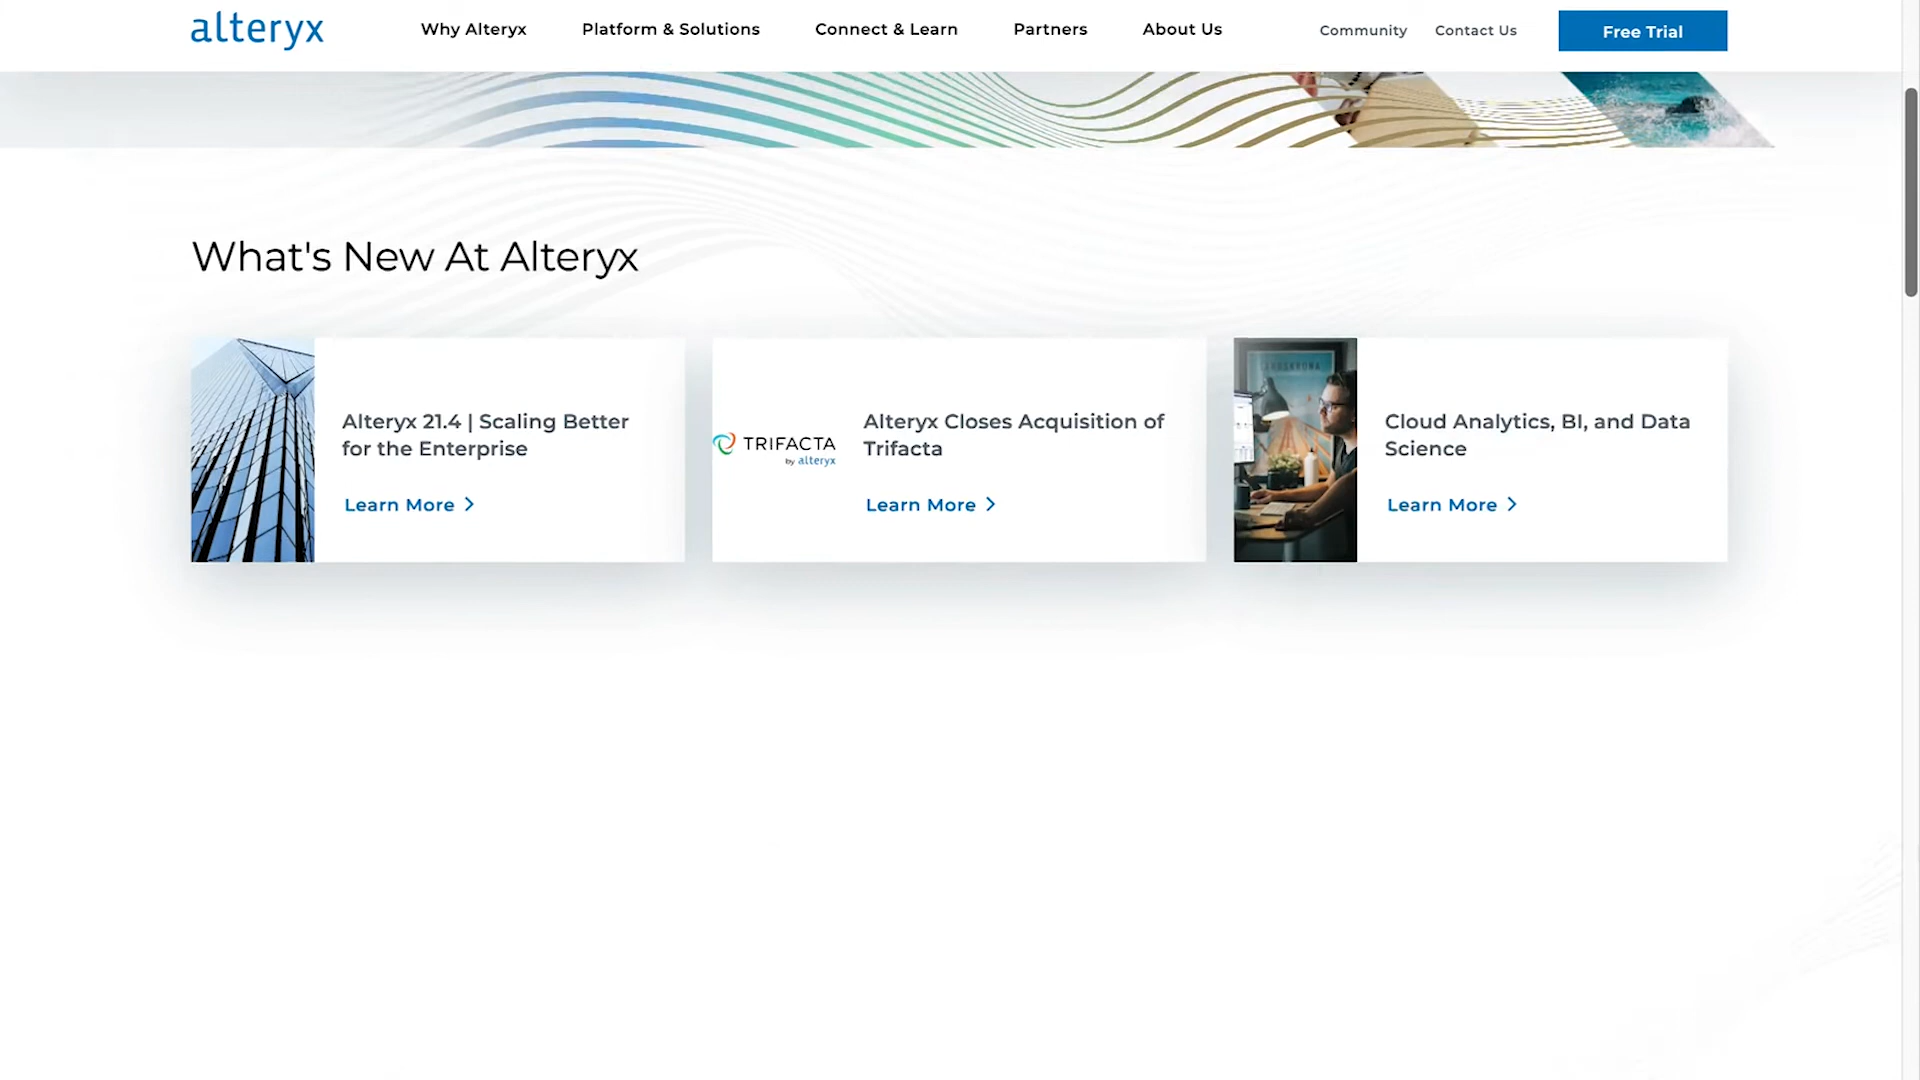 alteryx
Why Alteryx
Platform & Solutions
Connect & Learn
Partners
About Us
Community
Contact Us
Free Trial
What's New At Alteryx
Alteryx 21.4 | Scaling Better
for the Enterprise
Learn More
TRIFACTA
by alteryx
Alteryx Closes Acquisition of
Trifacta
Learn More
Cloud Analytics, BI, and Data
Science
Learn More